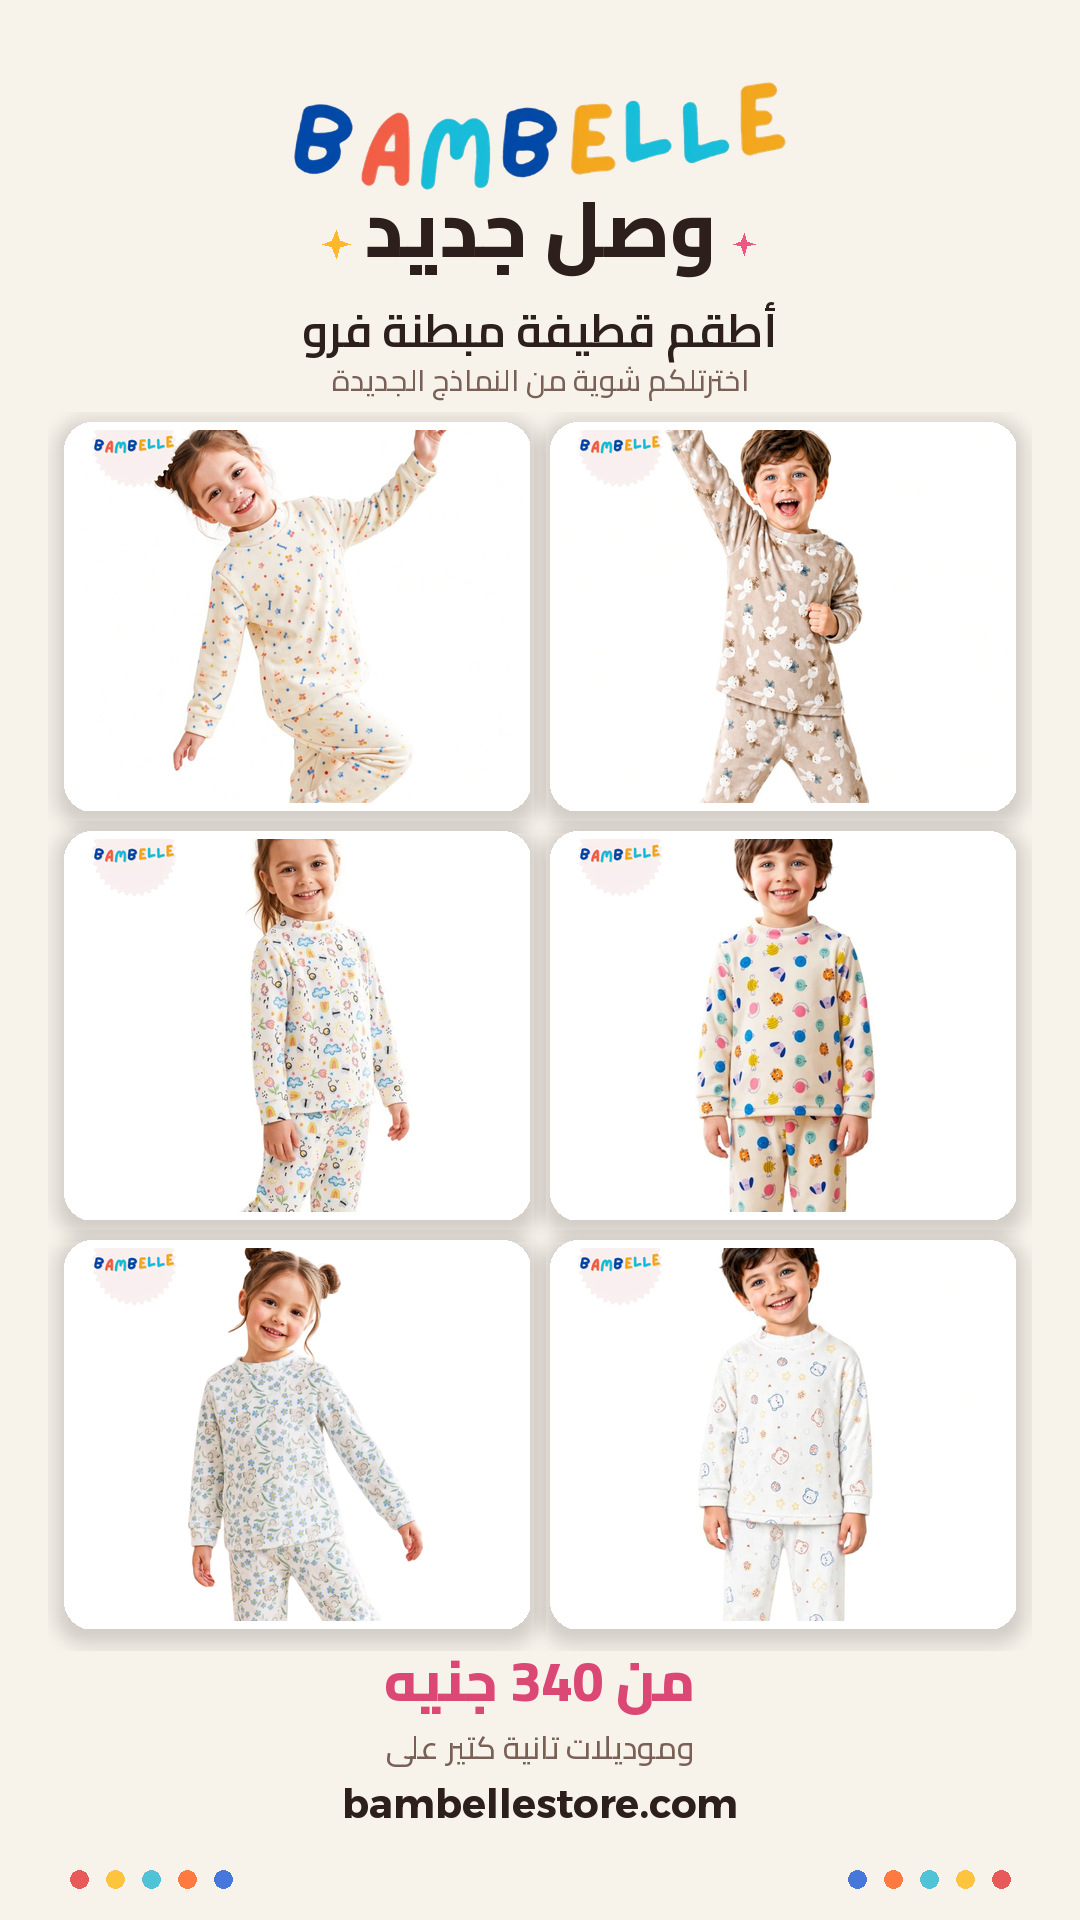 BAMBELLE
وصل جديد
أطقم قطيفة مبطنة فرو
اخترتلكم شوية من النماذج الجديدة
BAMBELLE
BAMBELLE
BAMBELLE
BAMBELLE
BAMBELLE
BAMBELLE
من 340 جنيه
وموديلات تانية كتير على
bambellestore.com